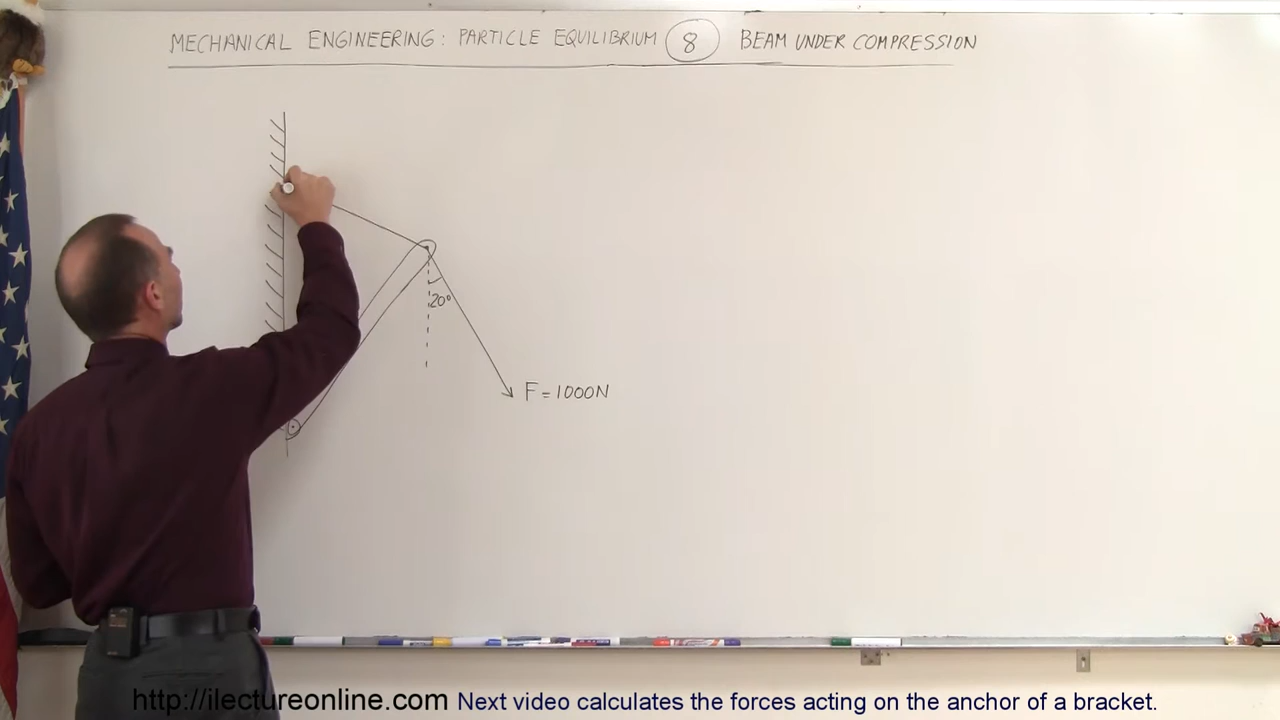 MECHANICAL ENGINEERING: PARTICLE EQUILIBRIUM 8 BEAM UNDER COMPRESSION
20°
F = 1000N
http://ilectureonline.com Next video calculates the forces acting on the anchor of a bracket.